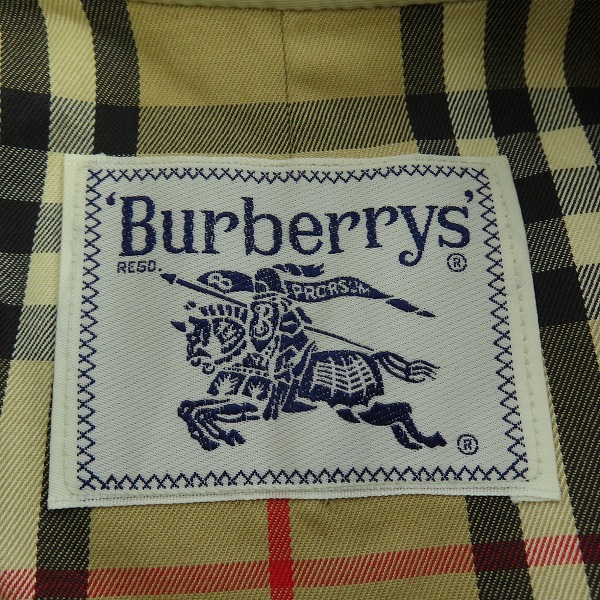 'Burberrys'
REGD. ®
PRORSUM
®